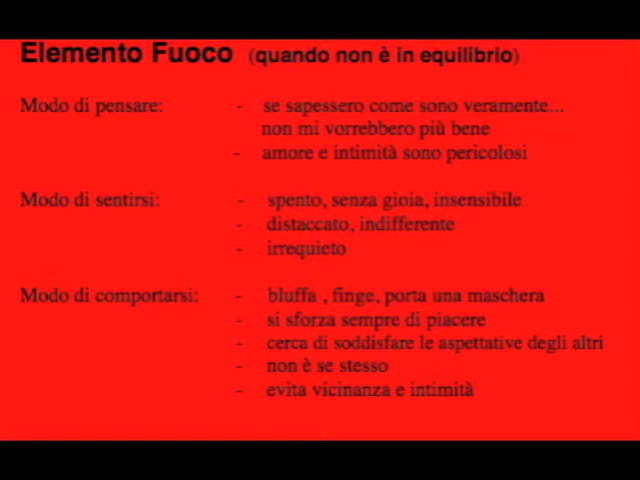 Elemento Fuoco (quando non è in equilibrio)
Modo di pensare: - se sapessero come sono veramente...
non mi vorrebbero più bene
- amore e intimità sono pericolosi
Modo di sentirsi: - spento, senza gioia, insensibile
- distaccato, indifferente
- irrequieto
Modo di comportarsi: - bluffa , finge, porta una maschera
- si sforza sempre di piacere
- cerca di soddisfare le aspettative degli altri
- non è se stesso
- evita vicinanza e intimità